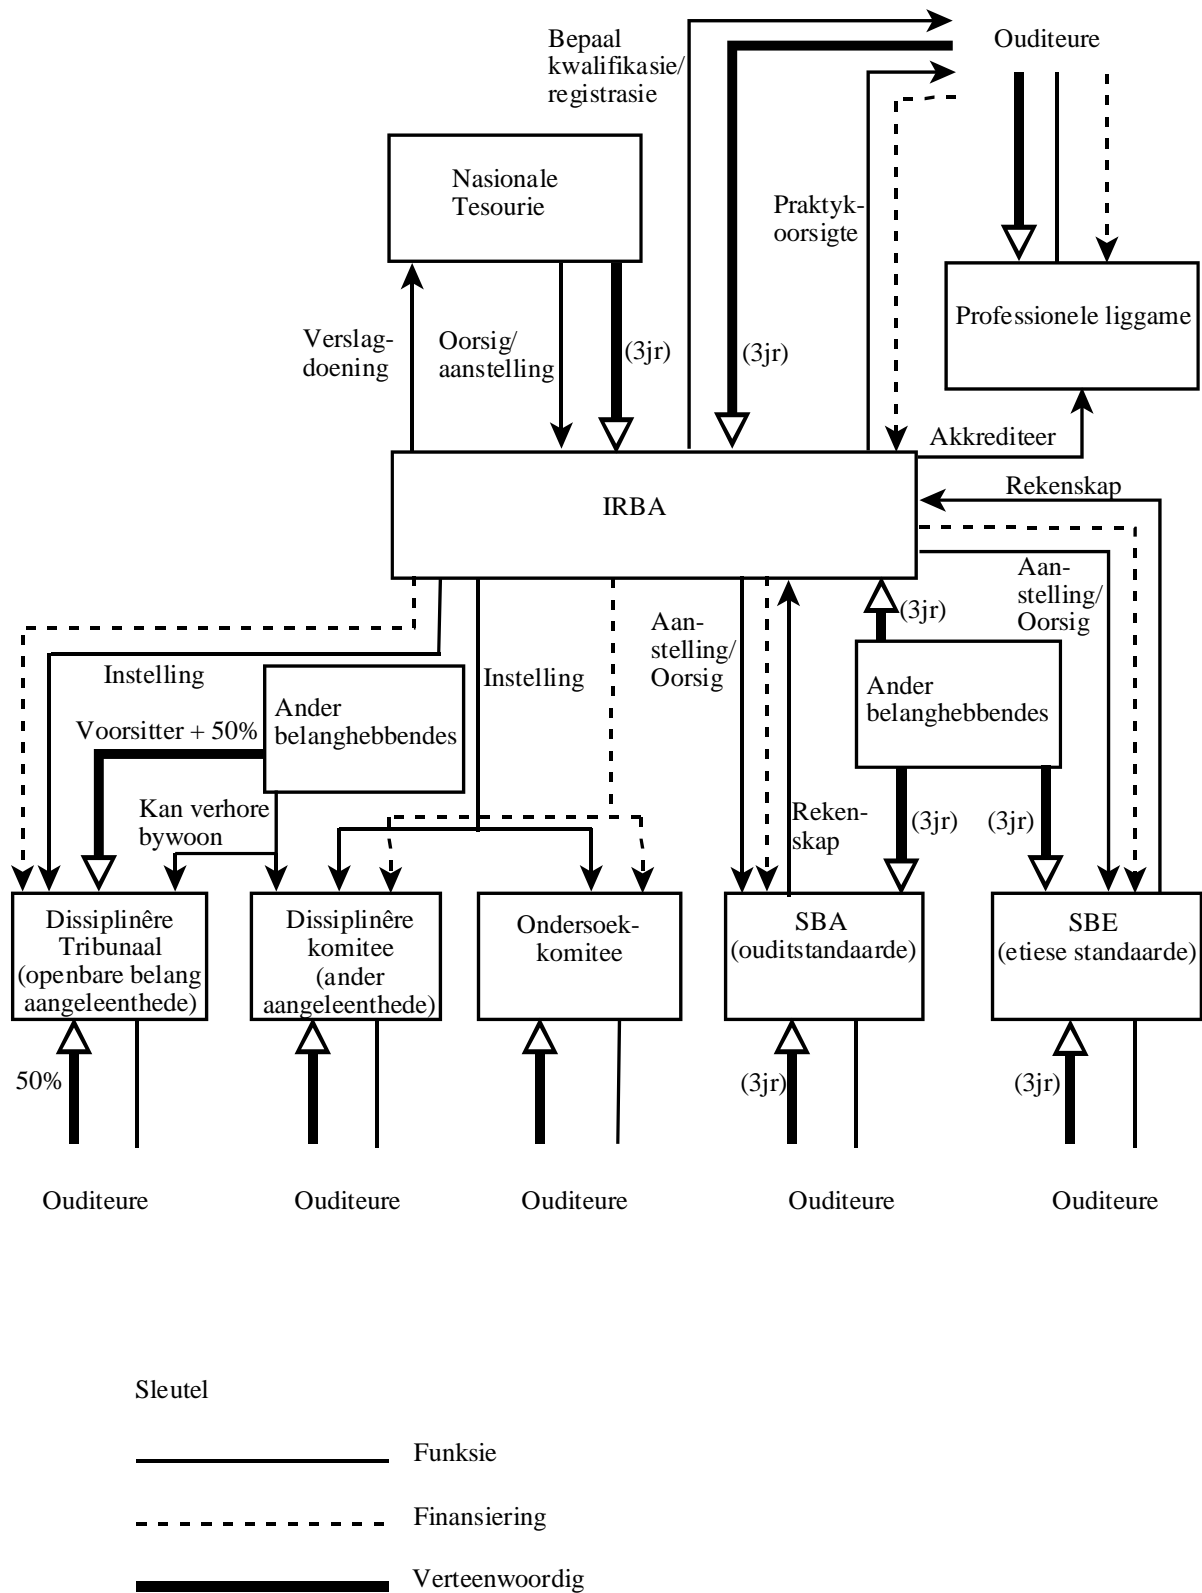 Bepaal
kwalifikasie/
registrasie
Ouditeure
Nasionale
Tesourie
Praktyk-
oorsigte
Professionele liggame
Verslag-
doening
Oorsig/
aanstelling
(3jr)
(3jr)
Akkrediteer
Rekenskap
IRBA
Aan-
stelling/
Oorsig
(3jr)
Aan-
stelling/
Oorsig
Instelling
Instelling
Ander
belanghebbendes
Ander
belanghebbendes
Voorsitter + 50%
Kan verhore
bywoon
Reken-
skap
(3jr)
(3jr)
Dissiplinêre
Tribunaal
(openbare belang
aangeleenthede)
Dissiplinêre
komitee
(ander
aangeleenthede)
Ondersoek-
komitee
SBA
(ouditstandaarde)
SBE
(etiese standaarde)
50%
(3jr)
(3jr)
Ouditeure
Ouditeure
Ouditeure
Ouditeure
Ouditeure
Sleutel
Funksie
Finansiering
Verteenwoordig